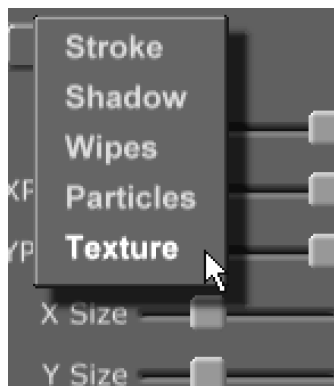 Stroke
Shadow
Wipes
Particles
Texture
X Size
Y Size